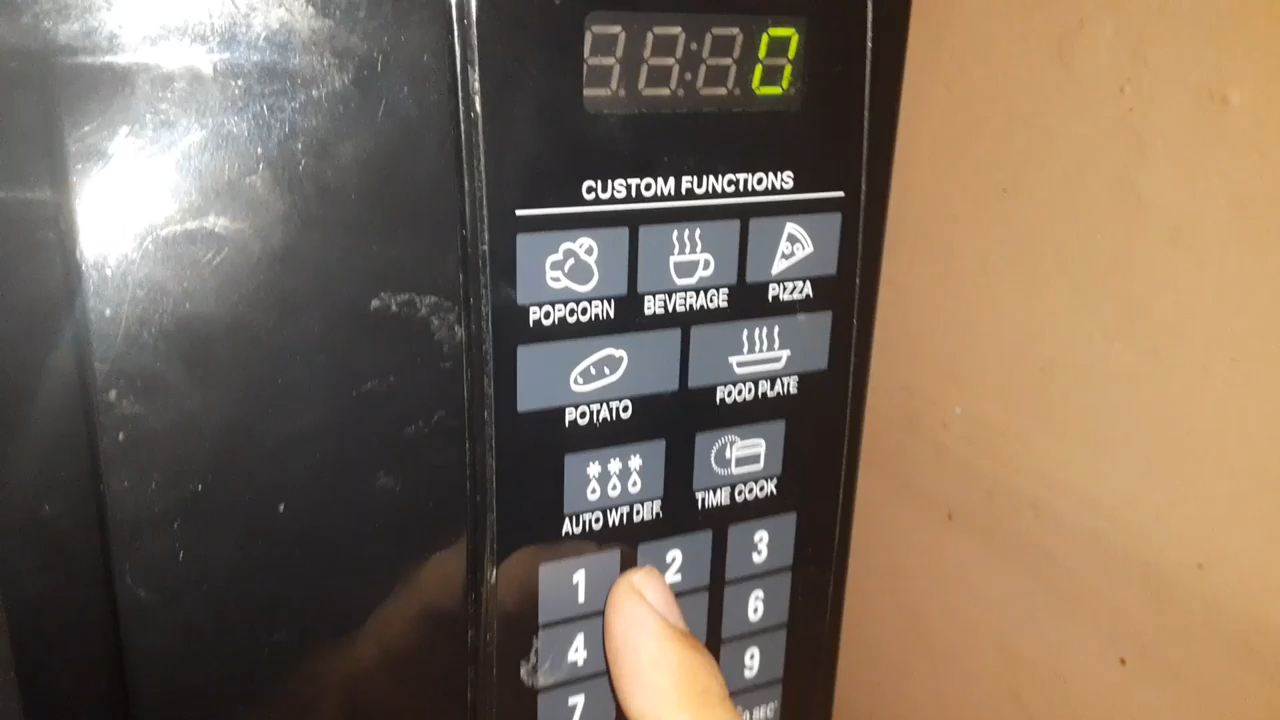 0
CUSTOM FUNCTIONS
POPCORN
BEVERAGE
PIZZA
POTATO
FOOD PLATE
AUTO WT DEF.
TIME COOK
1
2
3
4
6
7
9
SEC